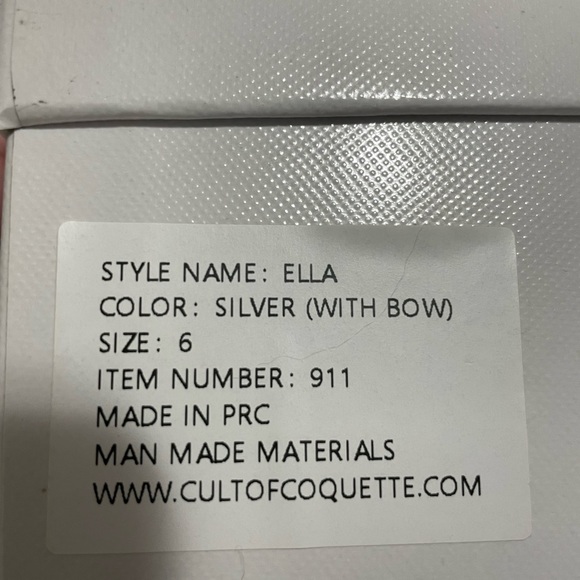 STYLE NAME: ELLA
COLOR: SILVER (WITH BOW)
SIZE: 6
ITEM NUMBER: 911
MADE IN PRC
MAN MADE MATERIALS
WWW.CULTOFCOQUETTE.COM